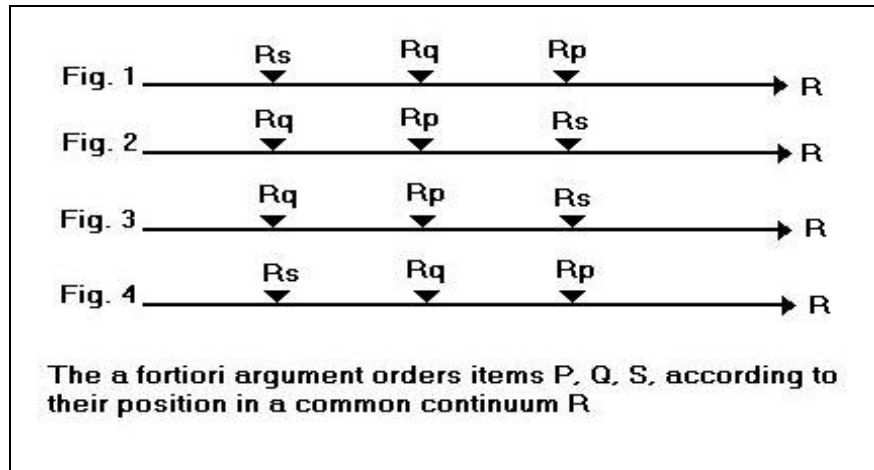 Rs Rq Rp
Fig. 1 R
Rq Rp Rs
Fig. 2 R
Rq Rp Rs
Fig. 3 R
Rs Rq Rp
Fig. 4 R
The a fortiori argument orders items P, Q, S, according to
their position in a common continuum R